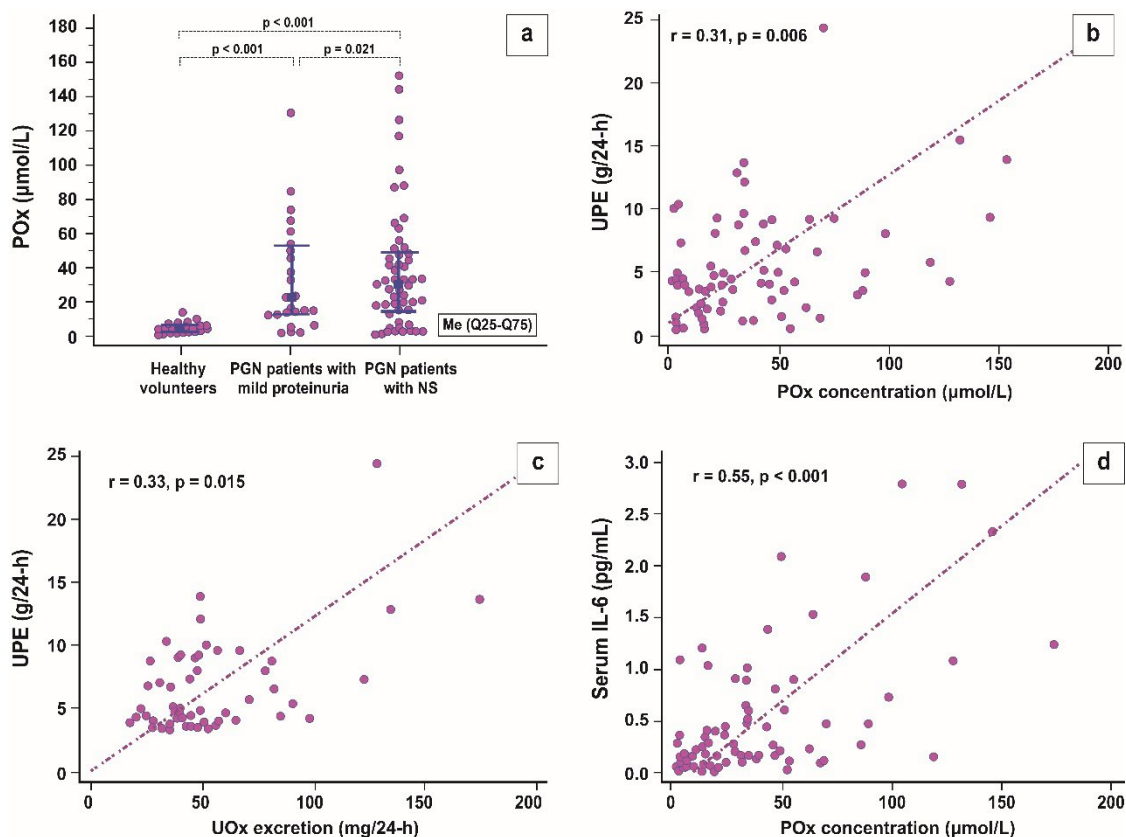 a
p < 0.001
p < 0.001
p = 0.021
POx (µmol/L)
180
160
140
120
100
80
60
40
20
0
Me (Q25-Q75)
Healthy
volunteers
PGN patients with
mild proteinuria
PGN patients
with NS
b
r = 0.31, p = 0.006
UPE (g/24-h)
25
20
15
10
5
0
0
50
100
150
200
POx concentration (µmol/L)
c
r = 0.33, p = 0.015
UPE (g/24-h)
25
20
15
10
5
0
0
50
100
150
200
UOx excretion (mg/24-h)
d
r = 0.55, p < 0.001
Serum IL-6 (pg/mL)
3.0
2.5
2.0
1.5
1.0
0.5
0.0
0
50
100
150
200
POx concentration (µmol/L)